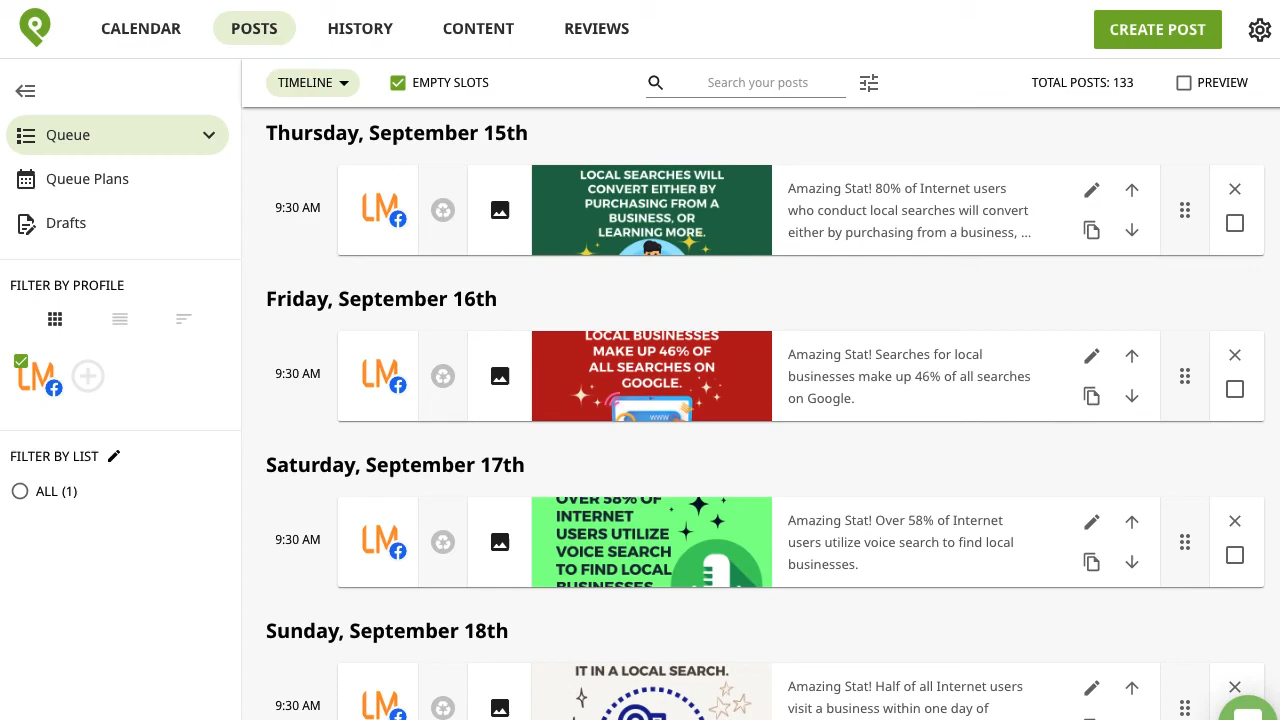 CALENDAR
POSTS
HISTORY
CONTENT
REVIEWS
CREATE POST
TIMELINE
EMPTY SLOTS
Search your posts
TOTAL POSTS: 133
PREVIEW
Queue
Queue Plans
Drafts
FILTER BY PROFILE
LM
FILTER BY LIST
ALL (1)
Thursday, September 15th
9:30 AM
LM
LOCAL SEARCHES WILL
CONVERT EITHER BY
PURCHASING FROM A
BUSINESS, OR
LEARNING MORE.
Amazing Stat! 80% of Internet users
who conduct local searches will convert
either by purchasing from a business, ...
Friday, September 16th
9:30 AM
LM
LOCAL BUSINESSES
MAKE UP 46% OF
ALL SEARCHES ON
GOOGLE.
WWW
Amazing Stat! Searches for local
businesses make up 46% of all searches
on Google.
Saturday, September 17th
9:30 AM
LM
OVER 58% OF
INTERNET
USERS UTILIZE
VOICE SEARCH
TO FIND LOCAL
BUSINESSES
Amazing Stat! Over 58% of Internet
users utilize voice search to find local
businesses.
Sunday, September 18th
9:30 AM
LM
IT IN A LOCAL SEARCH.
Amazing Stat! Half of all Internet users
visit a business within one day of